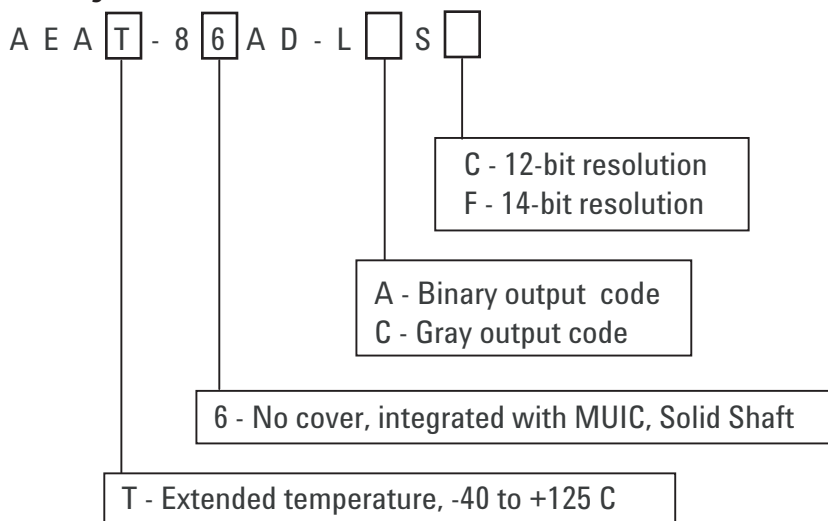 A E A T - 8 6 A D - L S
C - 12-bit resolution
F - 14-bit resolution
A - Binary output code
C - Gray output code
6 - No cover, integrated with MUIC, Solid Shaft
T - Extended temperature, -40 to +125 C